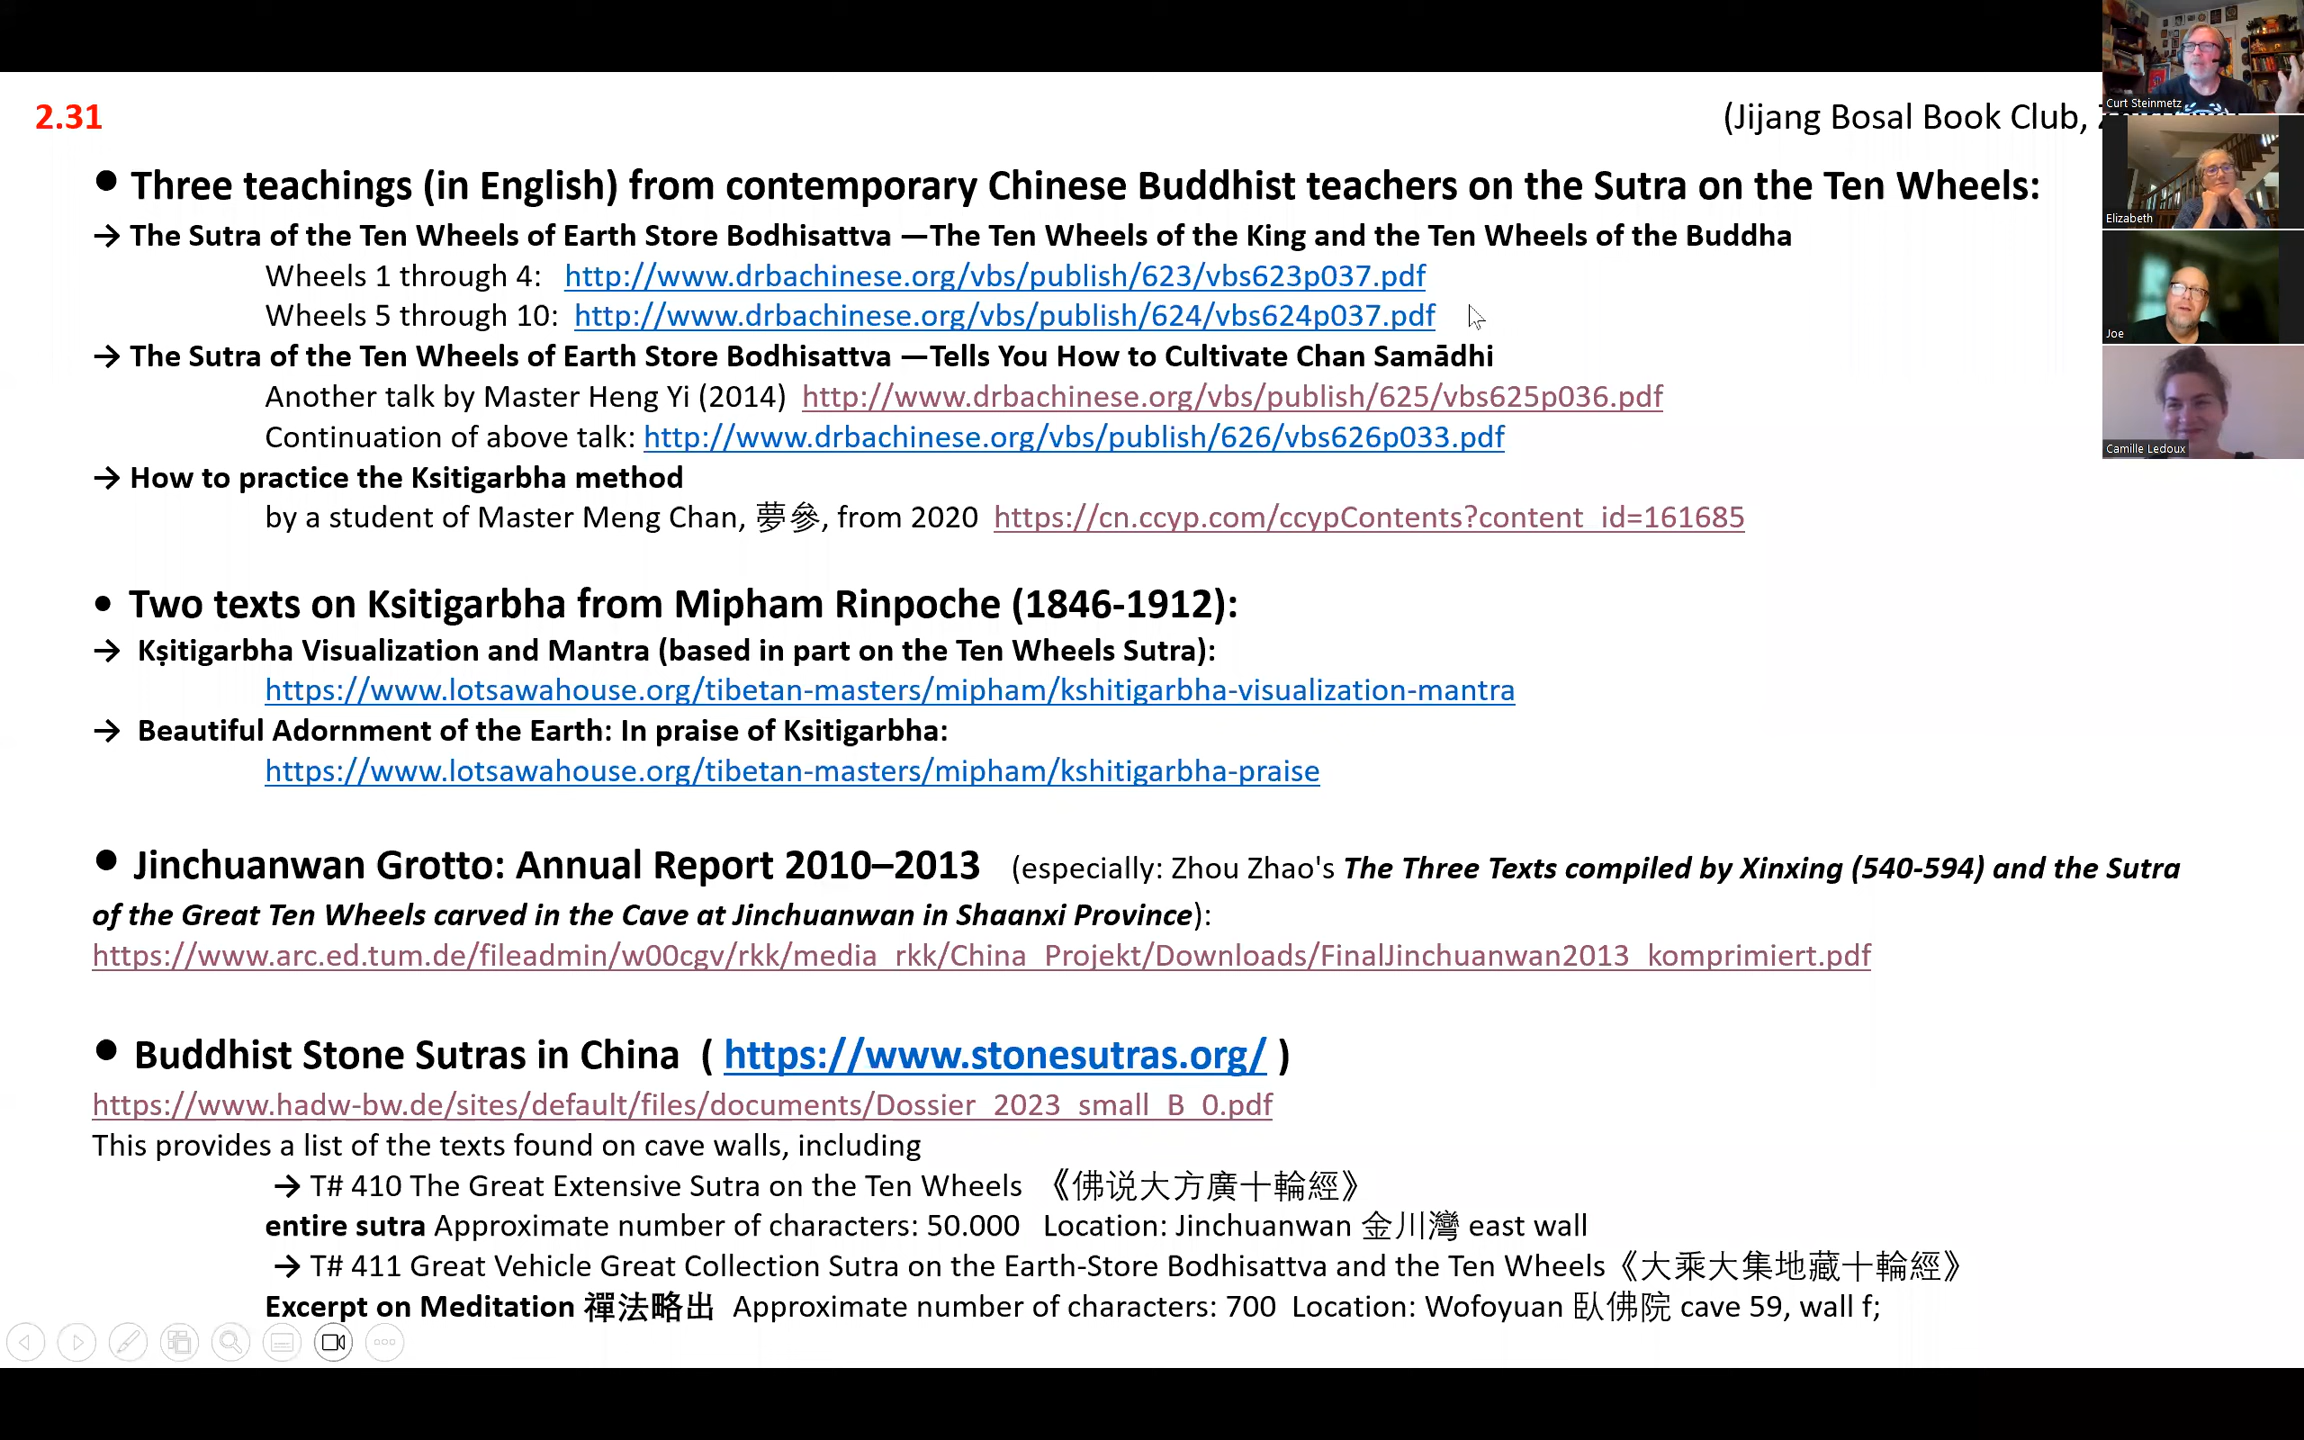 2.31
(Jijang Bosal Book Club,
● Three teachings (in English) from contemporary Chinese Buddhist teachers on the Sutra on the Ten Wheels:
→ The Sutra of the Ten Wheels of Earth Store Bodhisattva —The Ten Wheels of the King and the Ten Wheels of the Buddha
Wheels 1 through 4: http://www.drbachinese.org/vbs/publish/623/vbs623p037.pdf
Wheels 5 through 10: http://www.drbachinese.org/vbs/publish/624/vbs624p037.pdf
→ The Sutra of the Ten Wheels of Earth Store Bodhisattva —Tells You How to Cultivate Chan Samādhi
Another talk by Master Heng Yi (2014) http://www.drbachinese.org/vbs/publish/625/vbs625p036.pdf
Continuation of above talk: http://www.drbachinese.org/vbs/publish/626/vbs626p033.pdf
→ How to practice the Ksitigarbha method
by a student of Master Meng Chan, 夢參, from 2020 https://cn.ccyp.com/ccypContents?content_id=161685
• Two texts on Ksitigarbha from Mipham Rinpoche (1846-1912):
→ Kṣitigarbha Visualization and Mantra (based in part on the Ten Wheels Sutra):
https://www.lotsawahouse.org/tibetan-masters/mipham/kshitigarbha-visualization-mantra
→ Beautiful Adornment of the Earth: In praise of Ksitigarbha:
https://www.lotsawahouse.org/tibetan-masters/mipham/kshitigarbha-praise
● Jinchuanwan Grotto: Annual Report 2010–2013 (especially: Zhou Zhao's The Three Texts compiled by Xinxing (540-594) and the Sutra
of the Great Ten Wheels carved in the Cave at Jinchuanwan in Shaanxi Province):
https://www.arc.ed.tum.de/fileadmin/w00cgv/rkk/media_rkk/China_Projekt/Downloads/FinalJinchuanwan2013_komprimiert.pdf
● Buddhist Stone Sutras in China ( https://www.stonesutras.org/ )
https://www.hadw-bw.de/sites/default/files/documents/Dossier_2023_small_B_0.pdf
This provides a list of the texts found on cave walls, including
→ T# 410 The Great Extensive Sutra on the Ten Wheels 《佛说大方廣十輪經》
entire sutra Approximate number of characters: 50.000 Location: Jinchuanwan 金川灣 east wall
→ T# 411 Great Vehicle Great Collection Sutra on the Earth-Store Bodhisattva and the Ten Wheels《大乘大集地藏十輪經》
Excerpt on Meditation 禪法略出 Approximate number of characters: 700 Location: Wofoyuan 臥佛院 cave 59, wall f;
Curt Steinmetz
Elizabeth
Joe
Camille Ledoux